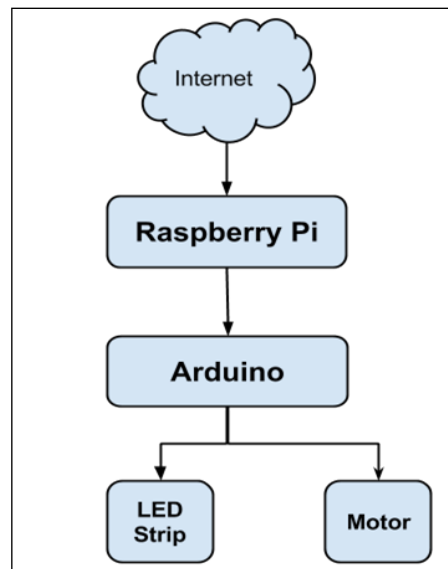 Internet
Raspberry Pi
Arduino
LED
Strip
Motor